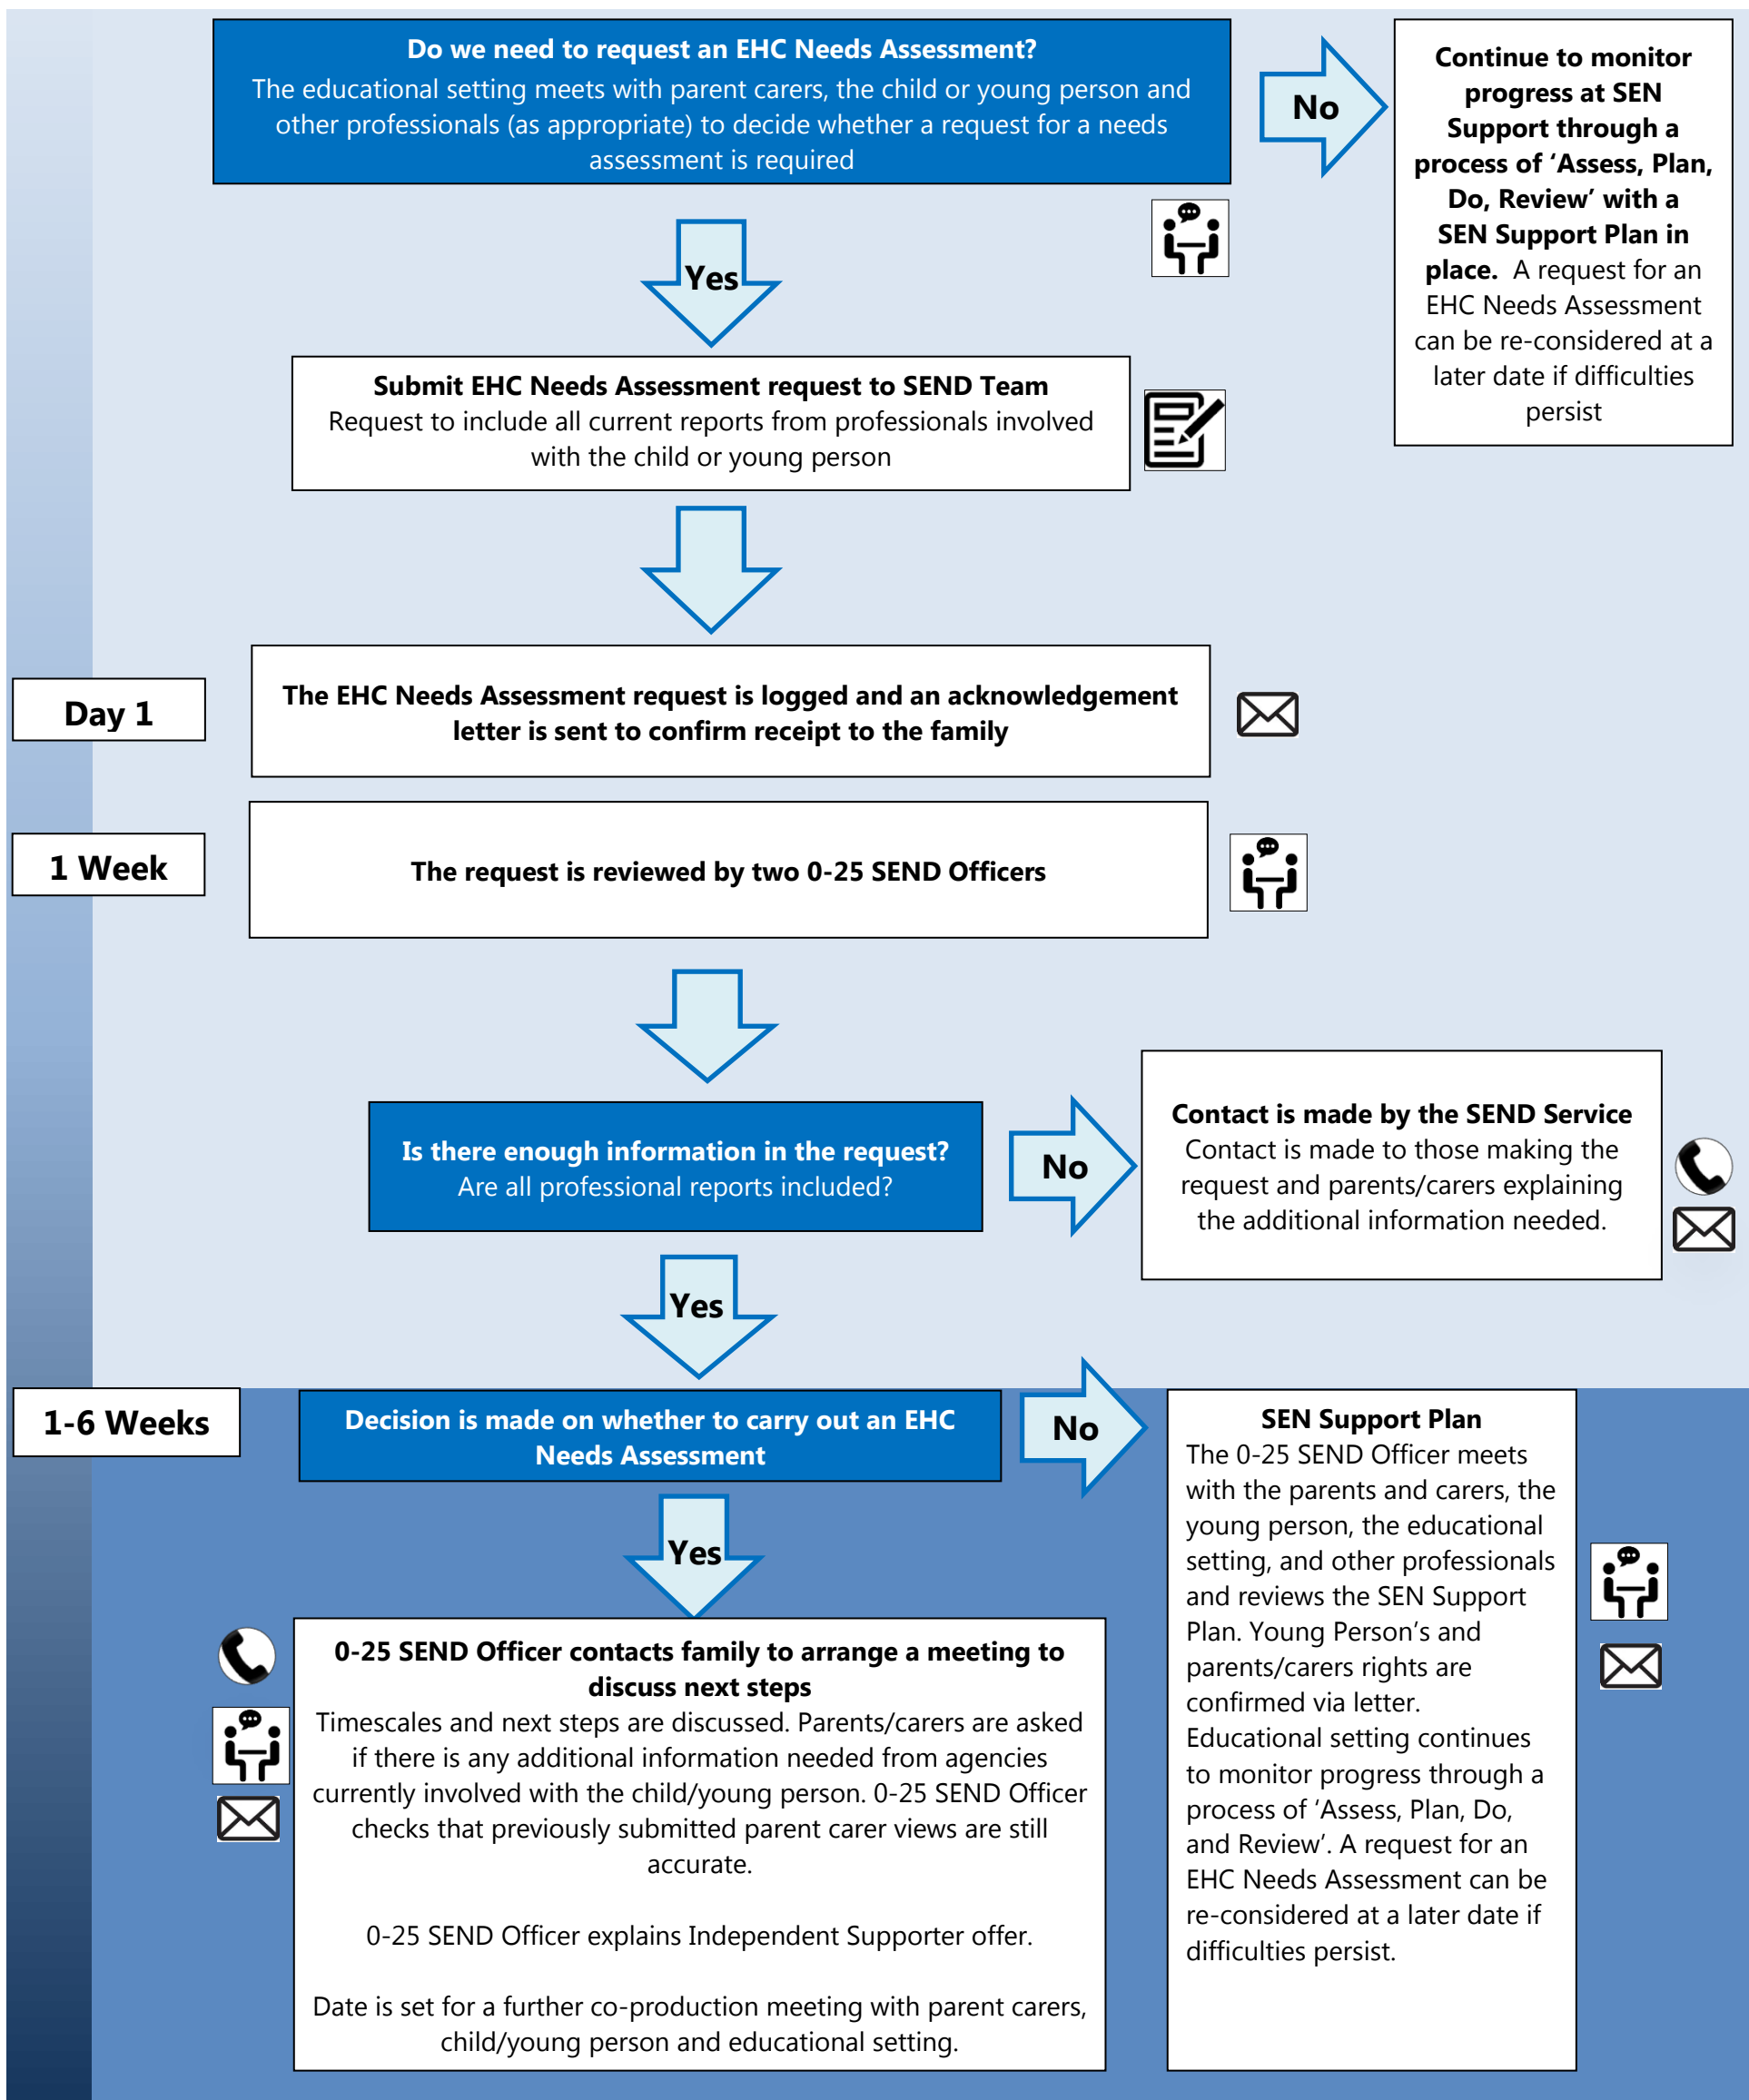 Do we need to request an EHC Needs Assessment?
The educational setting meets with parent carers, the child or young person and
other professionals (as appropriate) to decide whether a request for a needs
assessment is required
No
Continue to monitor
progress at SEN
Support through a
process of ‘Assess, Plan,
Do, Review’ with a
SEN Support Plan in
place. A request for an
EHC Needs Assessment
can be re-considered at a
later date if difficulties
persist
Yes
Submit EHC Needs Assessment request to SEND Team
Request to include all current reports from professionals involved
with the child or young person
Day 1
The EHC Needs Assessment request is logged and an acknowledgement
letter is sent to confirm receipt to the family
1 Week
The request is reviewed by two 0-25 SEND Officers
Is there enough information in the request?
Are all professional reports included?
No
Contact is made by the SEND Service
Contact is made to those making the
request and parents/carers explaining
the additional information needed.
Yes
1-6 Weeks
Decision is made on whether to carry out an EHC
Needs Assessment
No
SEN Support Plan
The 0-25 SEND Officer meets
with the parents and carers, the
young person, the educational
setting, and other professionals
and reviews the SEN Support
Plan. Young Person’s and
parents/carers rights are
confirmed via letter.
Educational setting continues
to monitor progress through a
process of ‘Assess, Plan, Do,
and Review’. A request for an
EHC Needs Assessment can be
re-considered at a later date if
difficulties persist.
Yes
0-25 SEND Officer contacts family to arrange a meeting to
discuss next steps
Timescales and next steps are discussed. Parents/carers are asked
if there is any additional information needed from agencies
currently involved with the child/young person. 0-25 SEND Officer
checks that previously submitted parent carer views are still
accurate.
0-25 SEND Officer explains Independent Supporter offer.
Date is set for a further co-production meeting with parent carers,
child/young person and educational setting.